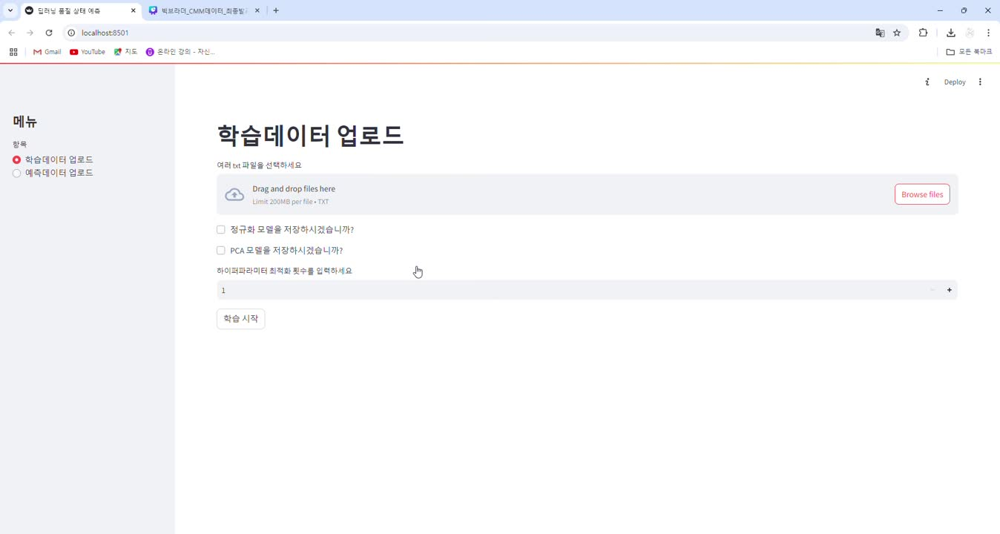 딥러닝 품질 상태 예측
빅브라더_CMM데이터_최종발
localhost:8501
Gmail
YouTube
지도
온라인 강의 - 자신...
모든 북마크
Deploy
메뉴
항목
학습데이터 업로드
예측데이터 업로드
학습데이터 업로드
여러 txt 파일을 선택하세요
Drag and drop files here
Limit 200MB per file • TXT
Browse files
정규화 모델을 저장하시겠습니까?
PCA 모델을 저장하시겠습니까?
하이퍼파라미터 최적화 횟수를 입력하세요
1
학습 시작